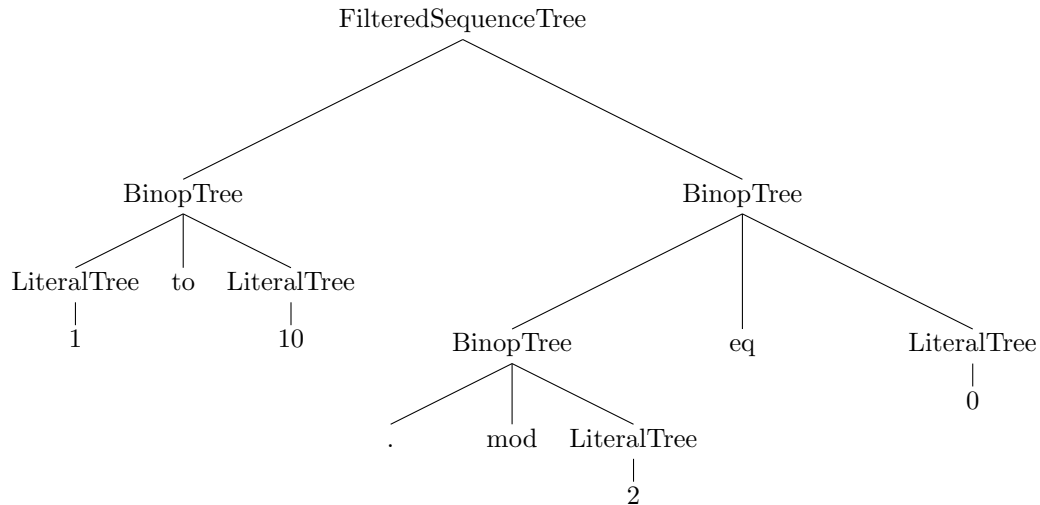 FilteredSequenceTree
BinopTree BinopTree
LiteralTree to LiteralTree
1 10
BinopTree eq LiteralTree
0
. mod LiteralTree
2